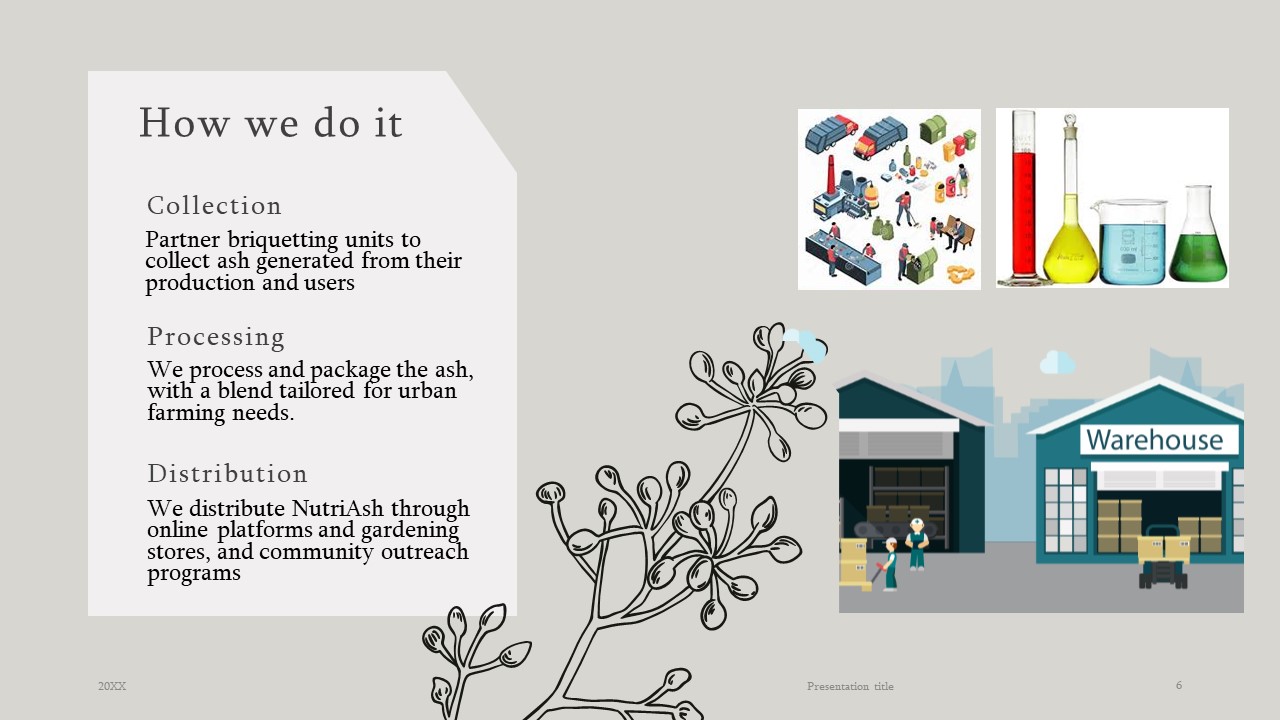 How we do it
Collection
Partner briquetting units to
collect ash generated from their
production and users
Processing
We process and package the ash,
with a blend tailored for urban
farming needs.
Distribution
We distribute NutriAsh through
online platforms and gardening
stores, and community outreach
programs
Warehouse
20XX
Presentation title
6